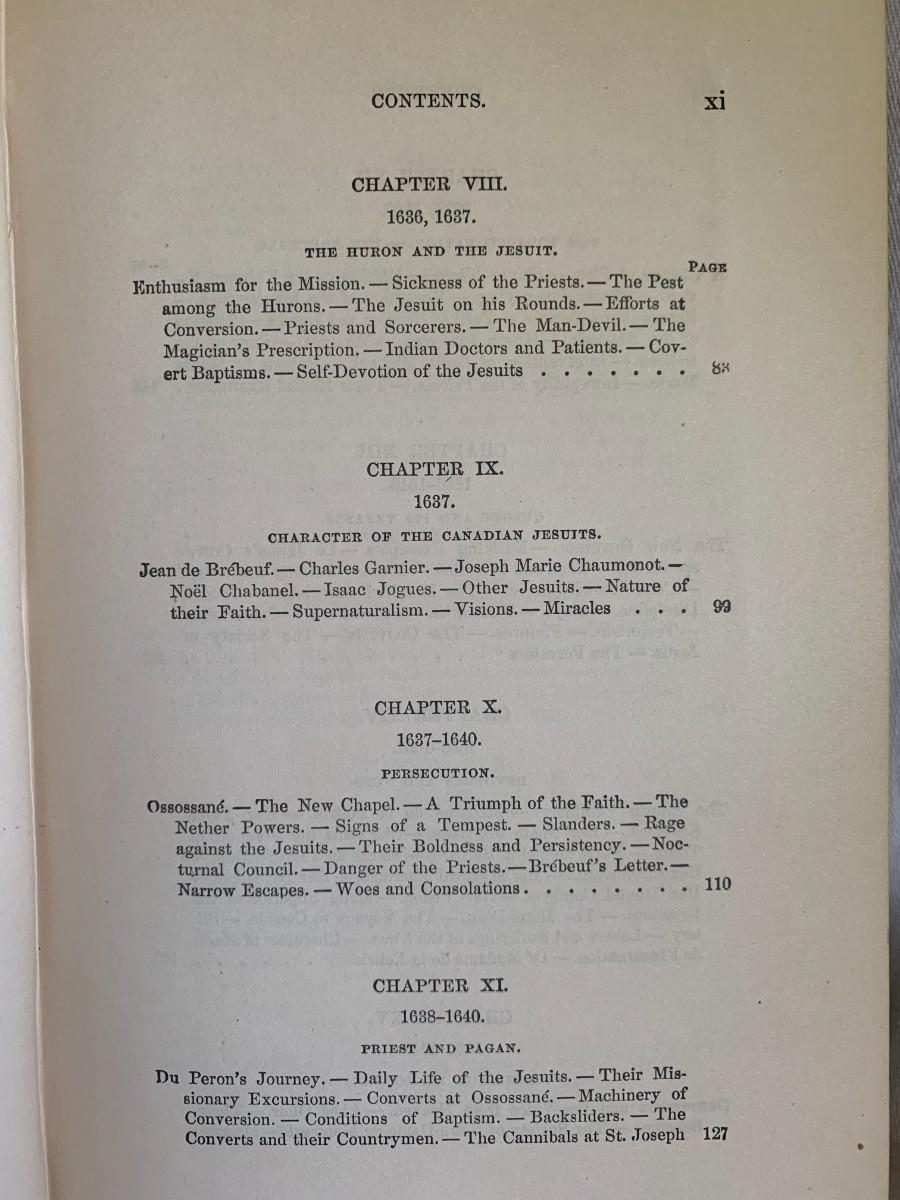 CONTENTS. xi
CHAPTER VIII.
1636, 1637.
THE HURON AND THE JESUIT.
PAGE
Enthusiasm for the Mission. — Sickness of the Priests. — The Pest
among the Hurons. — The Jesuit on his Rounds. — Efforts at
Conversion. — Priests and Sorcerers. — The Man-Devil. — The
Magician's Prescription. — Indian Doctors and Patients. — Cov-
ert Baptisms. — Self-Devotion of the Jesuits . . . . . . .
CHAPTER IX.
1637.
CHARACTER OF THE CANADIAN JESUITS.
Jean de Brébeuf. — Charles Garnier. — Joseph Marie Chaumonot. —
Noël Chabanel. — Isaac Jogues. — Other Jesuits. — Nature of
their Faith. — Supernaturalism. — Visions. — Miracles . . . 99
CHAPTER X.
1637–1640.
PERSECUTION.
Ossossané. — The New Chapel. — A Triumph of the Faith. — The
Nether Powers. — Signs of a Tempest. — Slanders. — Rage
against the Jesuits. — Their Boldness and Persistency. — Noc-
turnal Council. — Danger of the Priests. — Brébeuf's Letter. —
Narrow Escapes. — Woes and Consolations . . . . . . . . 110
CHAPTER XI.
1638–1640.
PRIEST AND PAGAN.
Du Peron's Journey. — Daily Life of the Jesuits. — Their Mis-
sionary Excursions. — Converts at Ossossané. — Machinery of
Conversion. — Conditions of Baptism. — Backsliders. — The
Converts and their Countrymen. — The Cannibals at St. Joseph 127